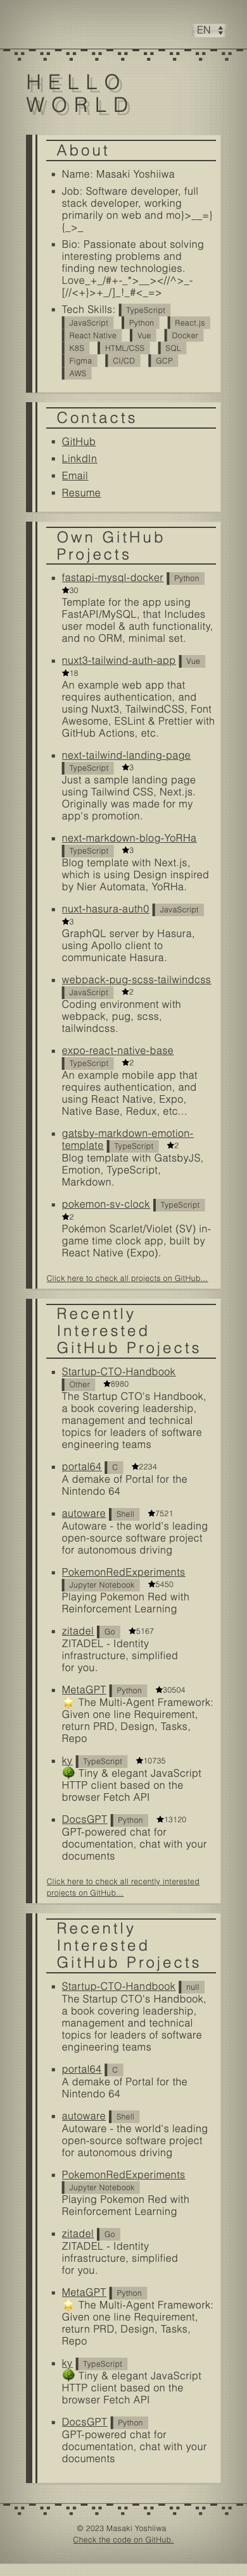 EN
HELLO
WORLD
About
Name: Masaki Yoshiiwa
Job: Software developer, full
stack developer, working
primarily on web and mo}>__=}
{_>_
Bio: Passionate about solving
interesting problems and
finding new technologies.
Love_+_/#+-_*>__><//^>_-
[//<+}>+_/]_!_#<_=>
Tech Skills: TypeScript
JavaScript Python React.js
React Native Vue Docker
K8S HTML/CSS SQL
Figma CI/CD GCP
AWS
Contacts
GitHub
LinkdIn
Email
Resume
Own GitHub
Projects
fastapi-mysql-docker Python
★30
Template for the app using
FastAPI/MySQL, that Includes
user model & auth functionality,
and no ORM, minimal set.
nuxt3-tailwind-auth-app Vue
★18
An example web app that
requires authentication, and
using Nuxt3, TailwindCSS, Font
Awesome, ESLint & Prettier with
GitHub Actions, etc.
next-tailwind-landing-page
TypeScript ★3
Just a sample landing page
using Tailwind CSS, Next.js.
Originally was made for my
app's promotion.
next-markdown-blog-YoRHa
TypeScript ★3
Blog template with Next.js,
which is using Design inspired
by Nier Automata, YoRHa.
nuxt-hasura-auth0 JavaScript
★3
GraphQL server by Hasura,
using Apollo client to
communicate Hasura.
webpack-pug-scss-tailwindcss
JavaScript ★2
Coding environment with
webpack, pug, scss,
tailwindcss.
expo-react-native-base
TypeScript ★2
An example mobile app that
requires authentication, and
using React Native, Expo,
Native Base, Redux, etc...
gatsby-markdown-emotion-
template TypeScript ★2
Blog template with GatsbyJS,
Emotion, TypeScript,
Markdown.
pokemon-sv-clock TypeScript
★2
Pokémon Scarlet/Violet (SV) in-
game time clock app, built by
React Native (Expo).
Click here to check all projects on GitHub...
Recently
Interested
GitHub Projects
Startup-CTO-Handbook
Other ★8980
The Startup CTO's Handbook,
a book covering leadership,
management and technical
topics for leaders of software
engineering teams
portal64 C ★2234
A demake of Portal for the
Nintendo 64
autoware Shell ★7521
Autoware - the world's leading
open-source software project
for autonomous driving
PokemonRedExperiments
Jupyter Notebook ★5450
Playing Pokemon Red with
Reinforcement Learning
zitadel Go ★5167
ZITADEL - Identity
infrastructure, simplified
for you.
MetaGPT Python ★30504
🌟 The Multi-Agent Framework:
Given one line Requirement,
return PRD, Design, Tasks,
Repo
ky TypeScript ★10735
🌳 Tiny & elegant JavaScript
HTTP client based on the
browser Fetch API
DocsGPT Python ★13120
GPT-powered chat for
documentation, chat with your
documents
Click here to check all recently interested
projects on GitHub...
Recently
Interested
GitHub Projects
Startup-CTO-Handbook null
The Startup CTO's Handbook,
a book covering leadership,
management and technical
topics for leaders of software
engineering teams
portal64 C
A demake of Portal for the
Nintendo 64
autoware Shell
Autoware - the world's leading
open-source software project
for autonomous driving
PokemonRedExperiments
Jupyter Notebook
Playing Pokemon Red with
Reinforcement Learning
zitadel Go
ZITADEL - Identity
infrastructure, simplified
for you.
MetaGPT Python
🌟 The Multi-Agent Framework:
Given one line Requirement,
return PRD, Design, Tasks,
Repo
ky TypeScript
🌳 Tiny & elegant JavaScript
HTTP client based on the
browser Fetch API
DocsGPT Python
GPT-powered chat for
documentation, chat with your
documents
© 2023 Masaki Yoshiiwa
Check the code on GitHub.